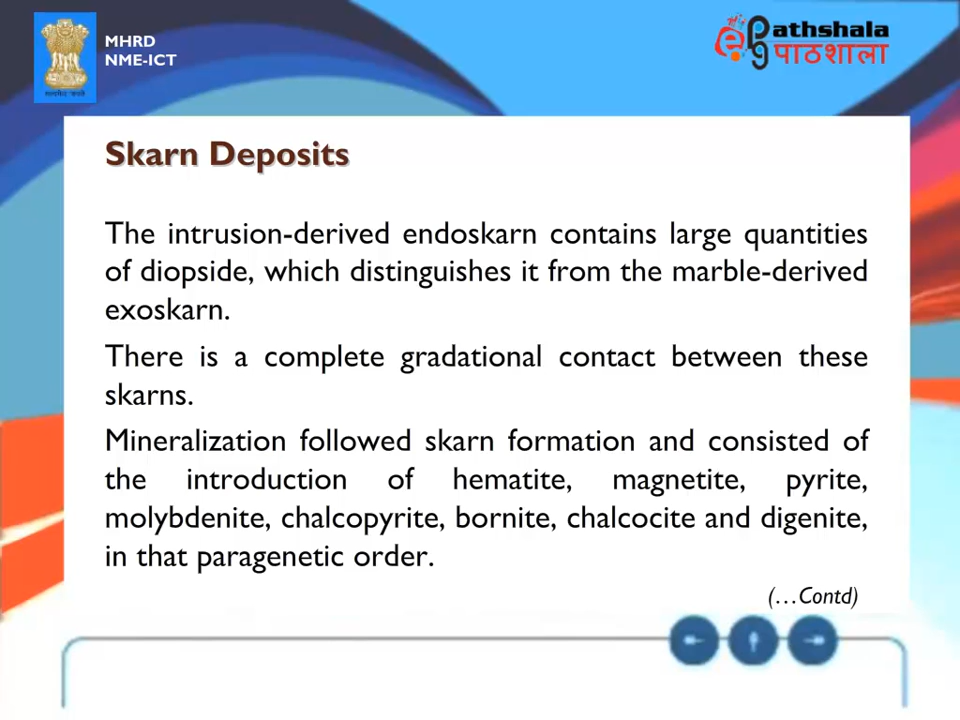 MHRD
NME-ICT
epg Pathshala
पाठशाला
Skarn Deposits
The intrusion-derived endoskarn contains large quantities
of diopside, which distinguishes it from the marble-derived
exoskarn.
There is a complete gradational contact between these
skarns.
Mineralization followed skarn formation and consisted of
the introduction of hematite, magnetite, pyrite,
molybdenite, chalcopyrite, bornite, chalcocite and digenite,
in that paragenetic order.
(…Contd)